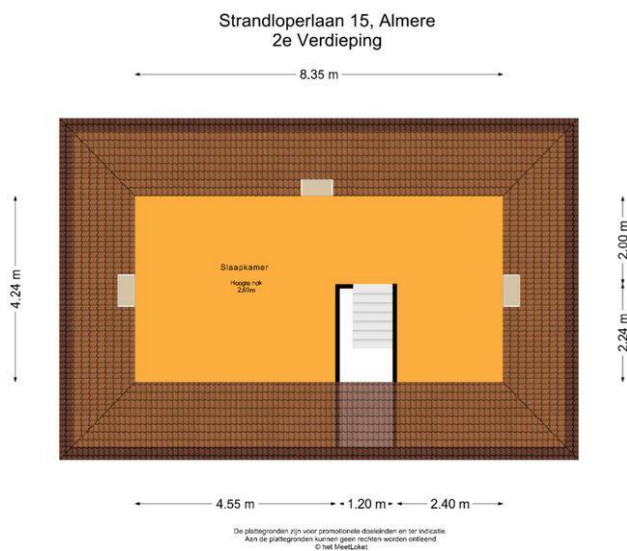 Strandloperlaan 15, Almere
2e Verdieping
8.35 m
4.24 m
2.00 m
2.24 m
Slaapkamer
Hoogte nok
2,69m
4.55 m
1.20 m
2.40 m
De plattegronden zijn voor promotionele doeleinden en ter indicatie.
Aan de plattegronden kunnen geen rechten worden ontleend.
© het MeetLoket